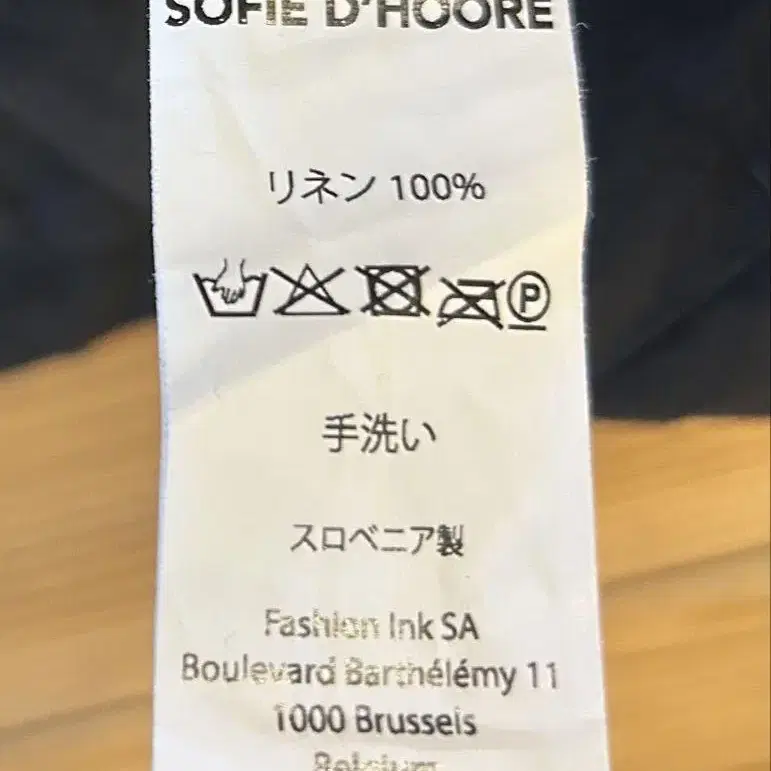 SOFIE D'HOORE
リネン 100%
P
手洗い
スロベニア製
Fashion Ink SA
Boulevard Barthélémy 11
1000 Brussels
Belgium